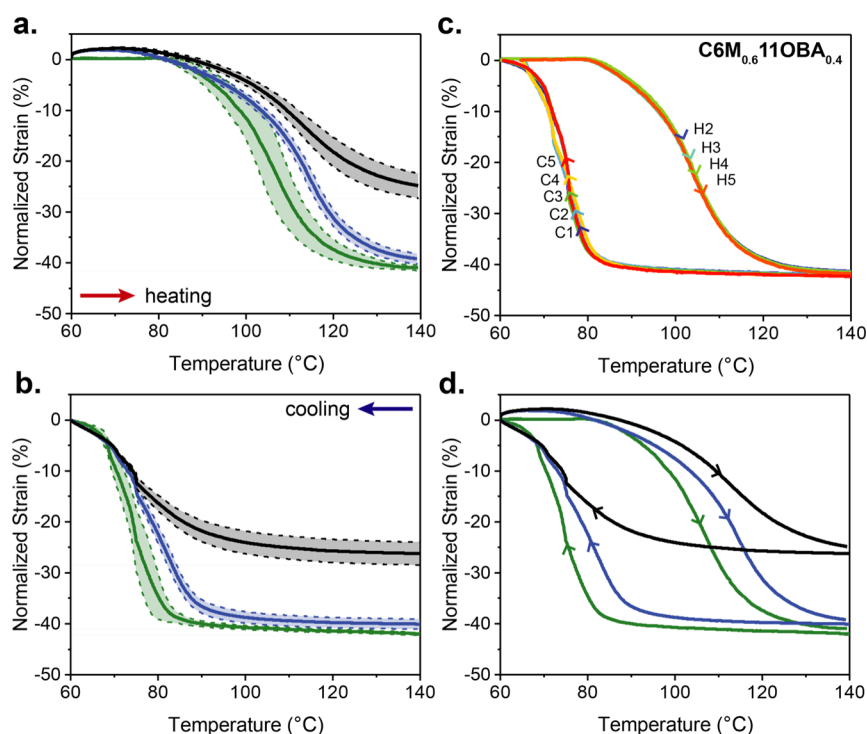 a.
Normalized Strain (%)
0
-10
-20
-30
-40
-50
60
80
100
120
140
heating
Temperature (°C)
c.
Normalized Strain (%)
0
-10
-20
-30
-40
-50
60
80
100
120
140
C6M0.611OBA0.4
H2
H3
H4
H5
C5
C4
C3
C2
C1
Temperature (°C)
b.
cooling
Normalized Strain (%)
0
-10
-20
-30
-40
-50
60
80
100
120
140
Temperature (°C)
d.
Normalized Strain (%)
0
-10
-20
-30
-40
-50
60
80
100
120
140
Temperature (°C)